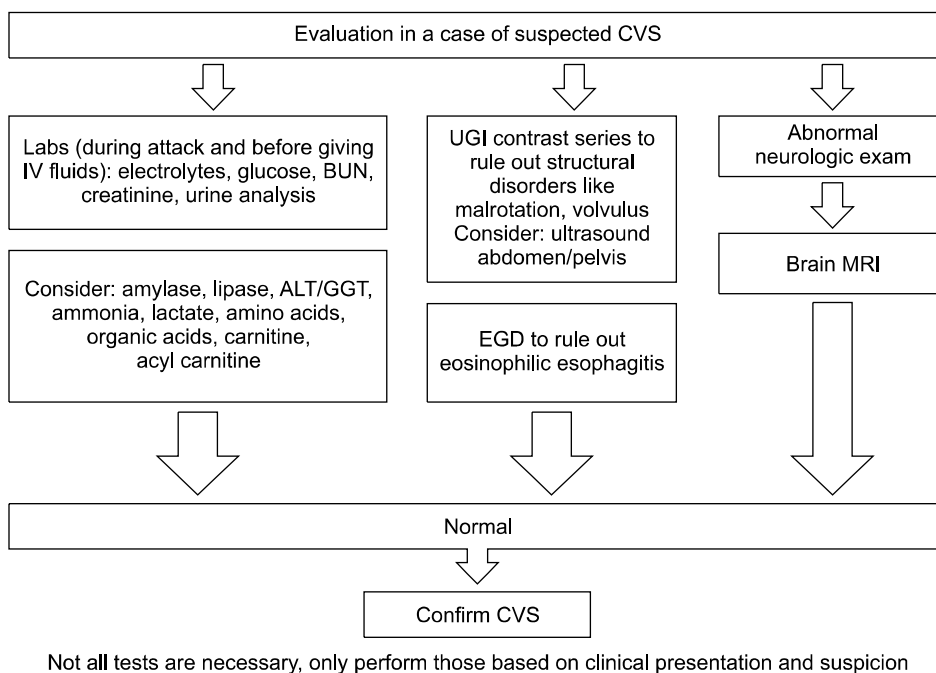 Evaluation in a case of suspected CVS
Labs (during attack and before giving
IV fluids): electrolytes, glucose, BUN,
creatinine, urine analysis
Consider: amylase, lipase, ALT/GGT,
ammonia, lactate, amino acids,
organic acids, carnitine,
acyl carnitine
UGI contrast series to
rule out structural
disorders like
malrotation, volvulus
Consider: ultrasound
abdomen/pelvis
EGD to rule out
eosinophilic esophagitis
Abnormal
neurologic exam
Brain MRI
Normal
Confirm CVS
Not all tests are necessary, only perform those based on clinical presentation and suspicion